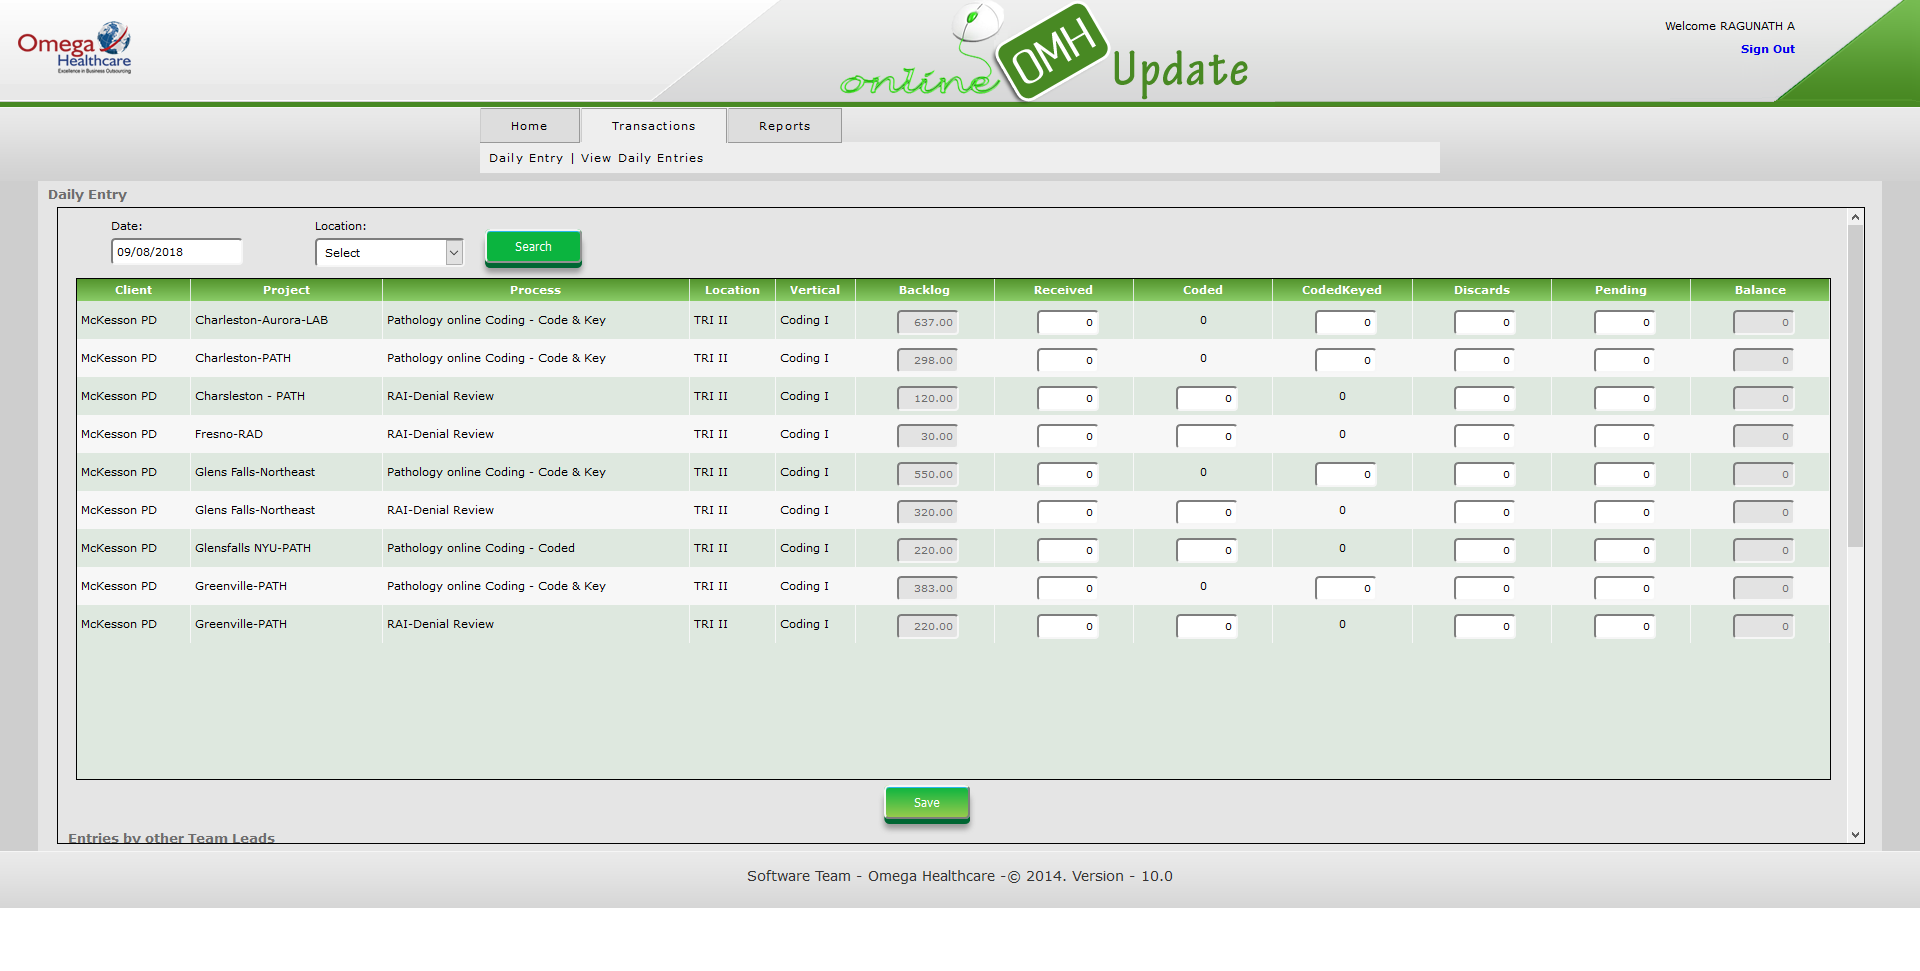 Omega
Healthcare
Excellence in Business Outsourcing
online OMH Update
Welcome RAGUNATH A
Sign Out
Home Transactions Reports
Daily Entry | View Daily Entries
Daily Entry
Date: Location:
09/08/2018 Select Search
Client Project Process Location Vertical Backlog Received Coded CodedKeyed Discards Pending Balance
McKesson PD Charleston-Aurora-LAB Pathology online Coding - Code & Key TRI II Coding I 637.00 0 0 0 0 0 0
McKesson PD Charleston-PATH Pathology online Coding - Code & Key TRI II Coding I 298.00 0 0 0 0 0 0
McKesson PD Charsleston - PATH RAI-Denial Review TRI II Coding I 120.00 0 0 0 0 0 0
McKesson PD Fresno-RAD RAI-Denial Review TRI II Coding I 30.00 0 0 0 0 0 0
McKesson PD Glens Falls-Northeast Pathology online Coding - Code & Key TRI II Coding I 550.00 0 0 0 0 0 0
McKesson PD Glens Falls-Northeast RAI-Denial Review TRI II Coding I 320.00 0 0 0 0 0 0
McKesson PD Glensfalls NYU-PATH Pathology online Coding - Coded TRI II Coding I 220.00 0 0 0 0 0 0
McKesson PD Greenville-PATH Pathology online Coding - Code & Key TRI II Coding I 383.00 0 0 0 0 0 0
McKesson PD Greenville-PATH RAI-Denial Review TRI II Coding I 220.00 0 0 0 0 0 0
Save
Entries by other Team Leads
Software Team - Omega Healthcare -© 2014. Version - 10.0